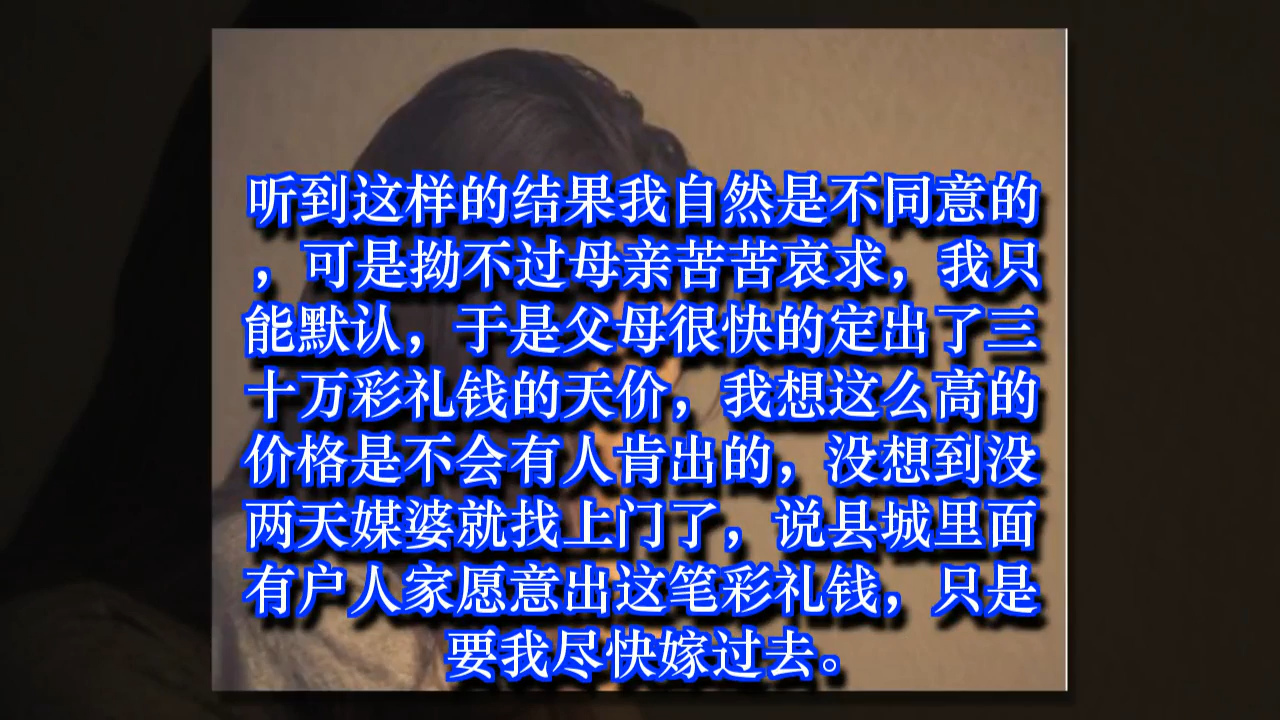 听到这样的结果我自然是不同意的
，可是拗不过母亲苦苦哀求，我只
能默认，于是父母很快的定出了三
十万彩礼钱的天价，我想这么高的
价格是不会有人肯出的，没想到没
两天媒婆就找上门了，说县城里面
有户人家愿意出这笔彩礼钱，只是
要我尽快嫁过去。